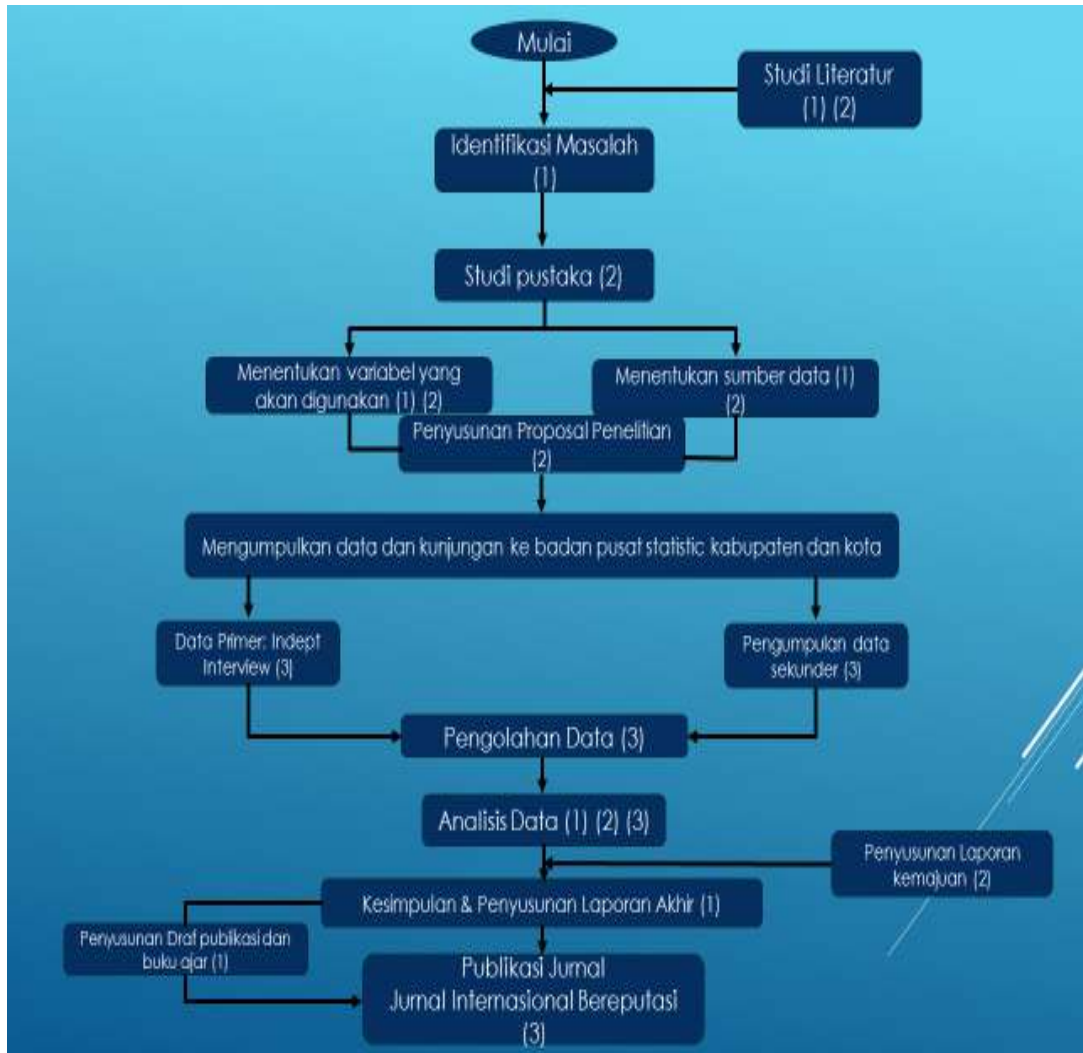 Mulai
Studi Literatur
(1) (2)
Identifikasi Masalah
(1)
Studi pustaka (2)
Menentukan variabel yang
akan digunakan (1) (2)
Menentukan sumber data (1)
(2)
Penyusunan Proposal Penelitian
(2)
Mengumpulkan data dan kunjungan ke badan pusat statistic kabupaten dan kota
Data Primer: Indept
Interview (3)
Pengumpulan data
sekunder (3)
Pengolahan Data (3)
Analisis Data (1) (2) (3)
Penyusunan Laporan
kemajuan (2)
Kesimpulan & Penyusunan Laporan Akhir (1)
Penyusunan Draf publikasi dan
buku ajar (1)
Publikasi Jurnal
Jurnal Internasional Bereputasi
(3)